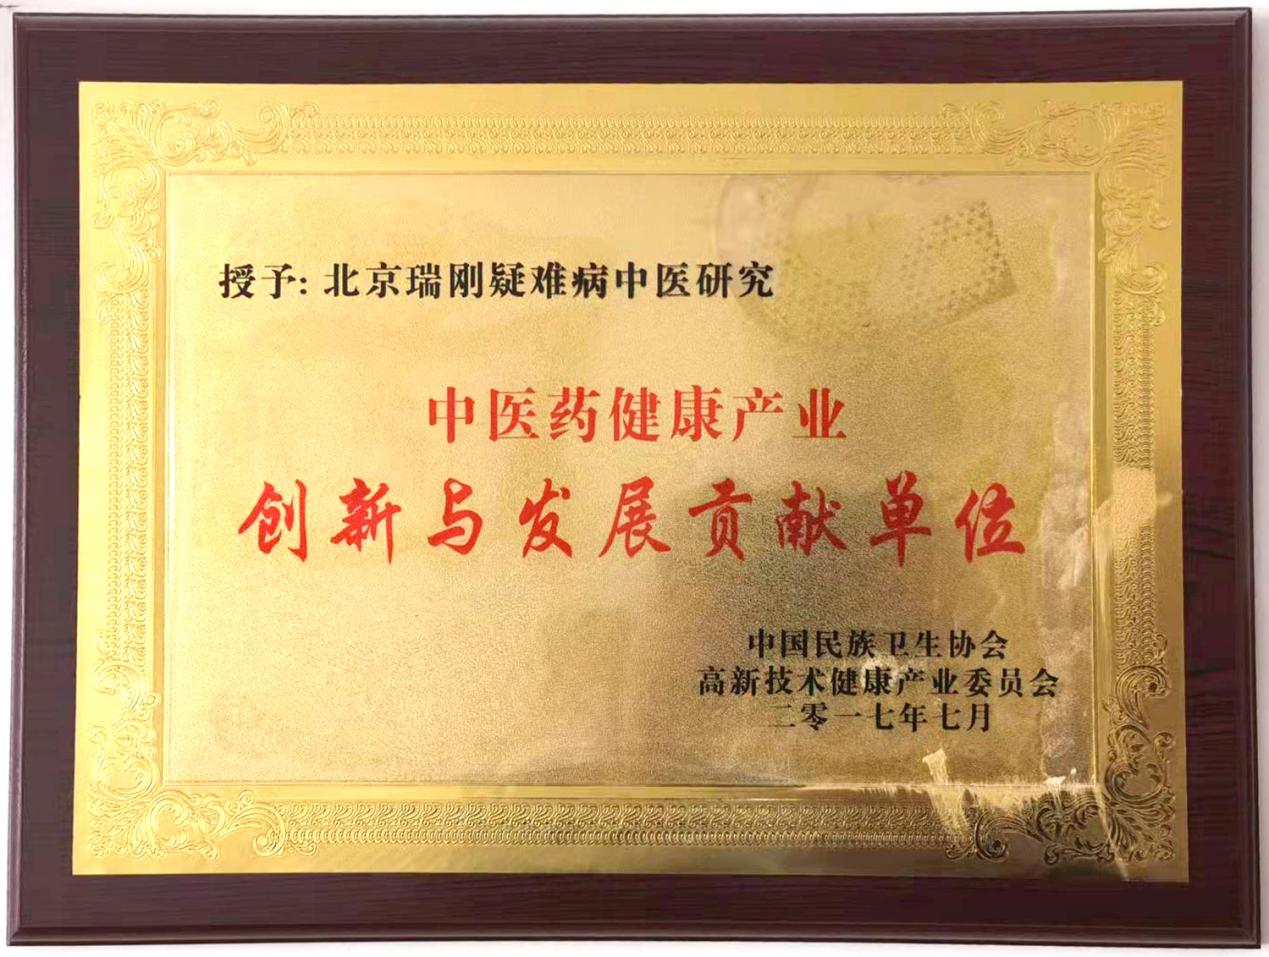 授予: 北京瑞刚疑难病中医研究
中医药健康产业
创新与发展贡献单位
中国民族卫生协会
高新技术健康产业委员会
二零一七年七月